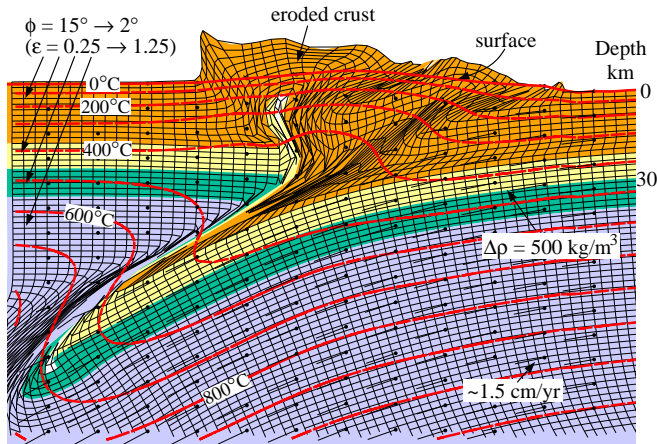 ϕ = 15° → 2°
(ε = 0.25 → 1.25)
eroded crust
surface
Depth
km
0°C
0
200°C
400°C
30
600°C
Δρ = 500 kg/m³
800°C
~1.5 cm/yr